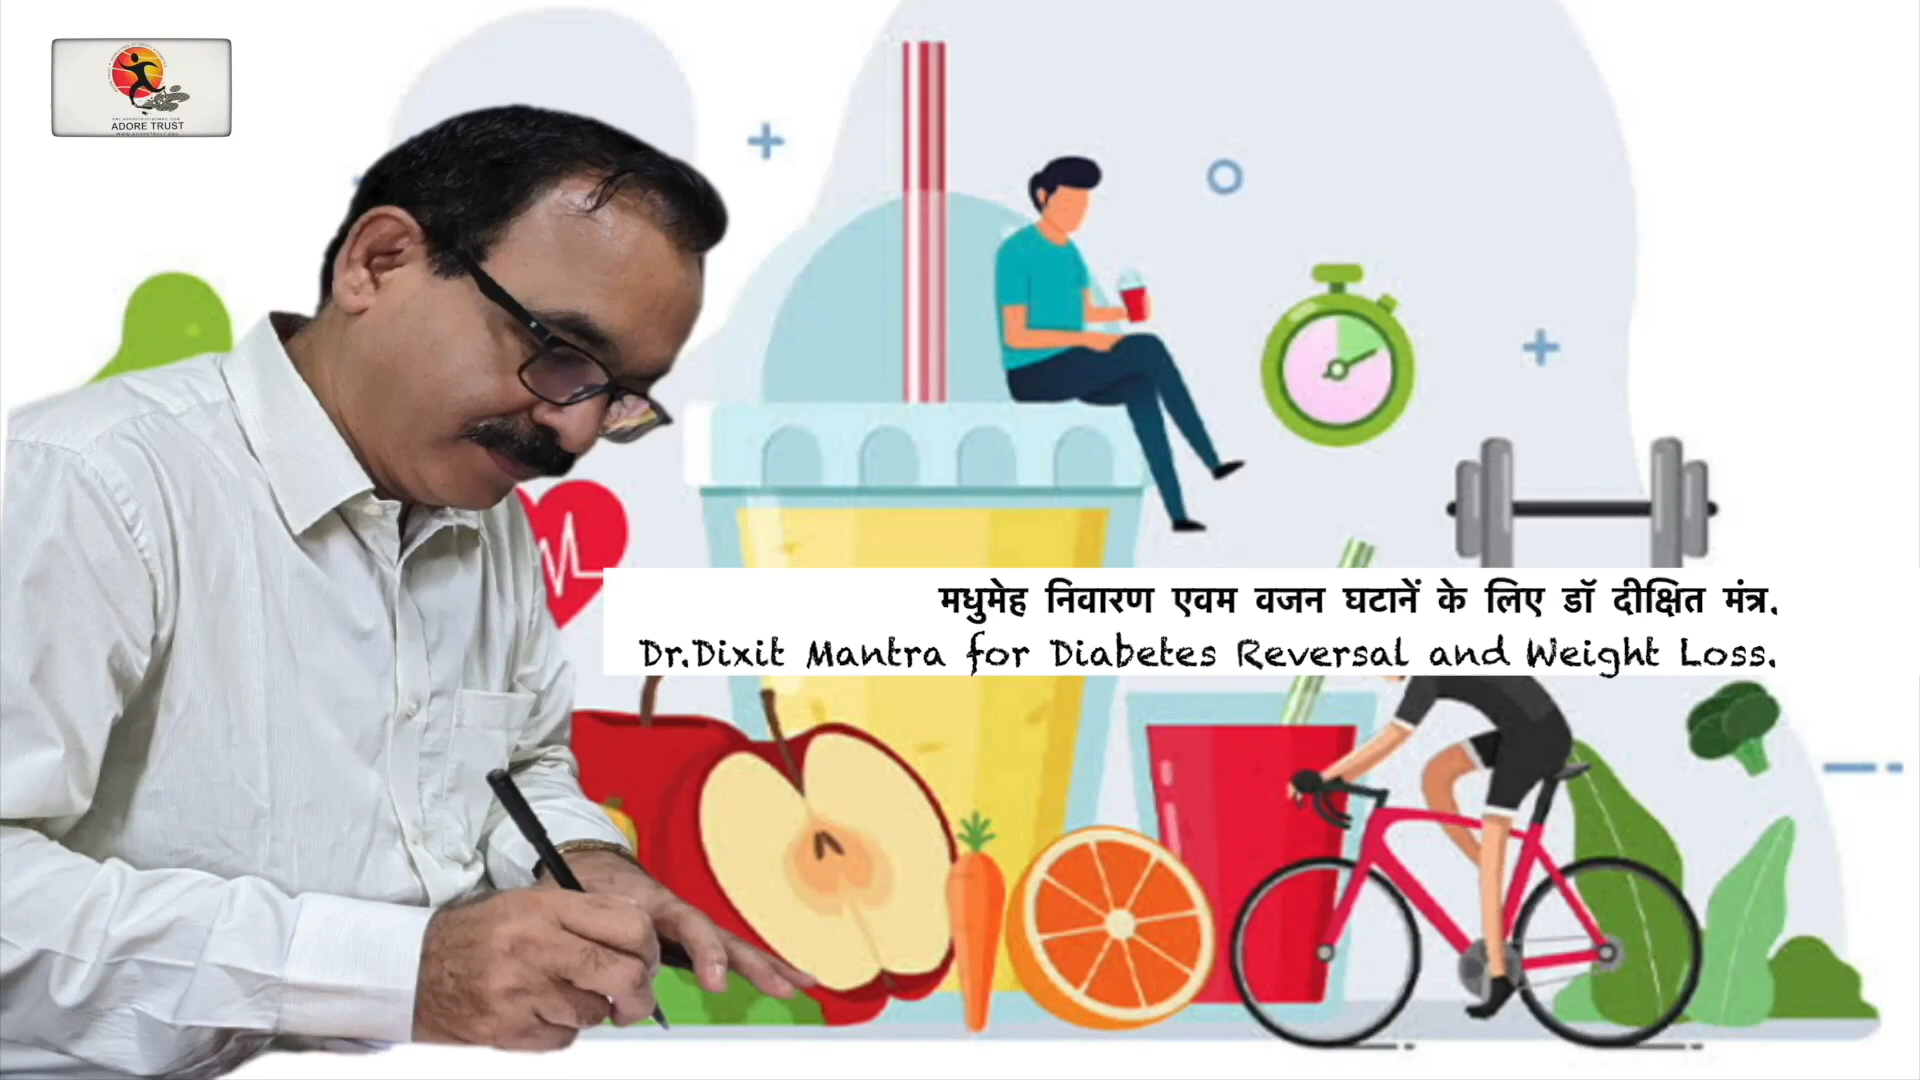 ADORE TRUST
मधुमेह निवारण एवम वजन घटानें के लिए डॉ दीक्षित मंत्र.
Dr.Dixit Mantra for Diabetes Reversal and Weight Loss.